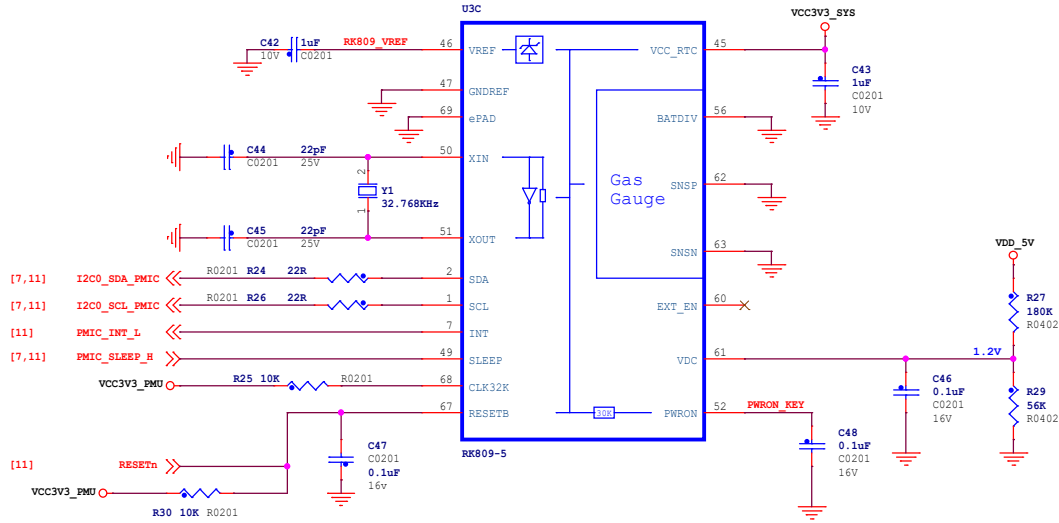 U3C
VCC3V3_SYS
C42 1uF RK809_VREF 46 VREF VCC_RTC 45
10V C0201
C43
1uF
C0201
10V
47 GNDREF
69 ePAD BATDIV 56
C44 22pF 50 XIN
C0201 25V
2
Y1
32.768KHz
1
Gas
Gauge
SNSP 62
C45 22pF 51 XOUT
C0201 25V
SNSN 63
VDD_5V
[7,11] I2C0_SDA_PMIC R0201 R24 22R 2 SDA
[7,11] I2C0_SCL_PMIC R0201 R26 22R 1 SCL EXT_EN 60
R27
180K
R0402
[11] PMIC_INT_L 7 INT
[7,11] PMIC_SLEEP_H 49 SLEEP VDC 61 1.2V
VCC3V3_PMU R25 10K R0201 68 CLK32K
C46
0.1uF
C0201
16V
R29
56K
R0402
67 RESETB 30K PWRON 52 PWRON_KEY
C47
C0201
0.1uF
16v
C48
0.1uF
C0201
16V
RK809-5
[11] RESETn
VCC3V3_PMU
R30 10K R0201